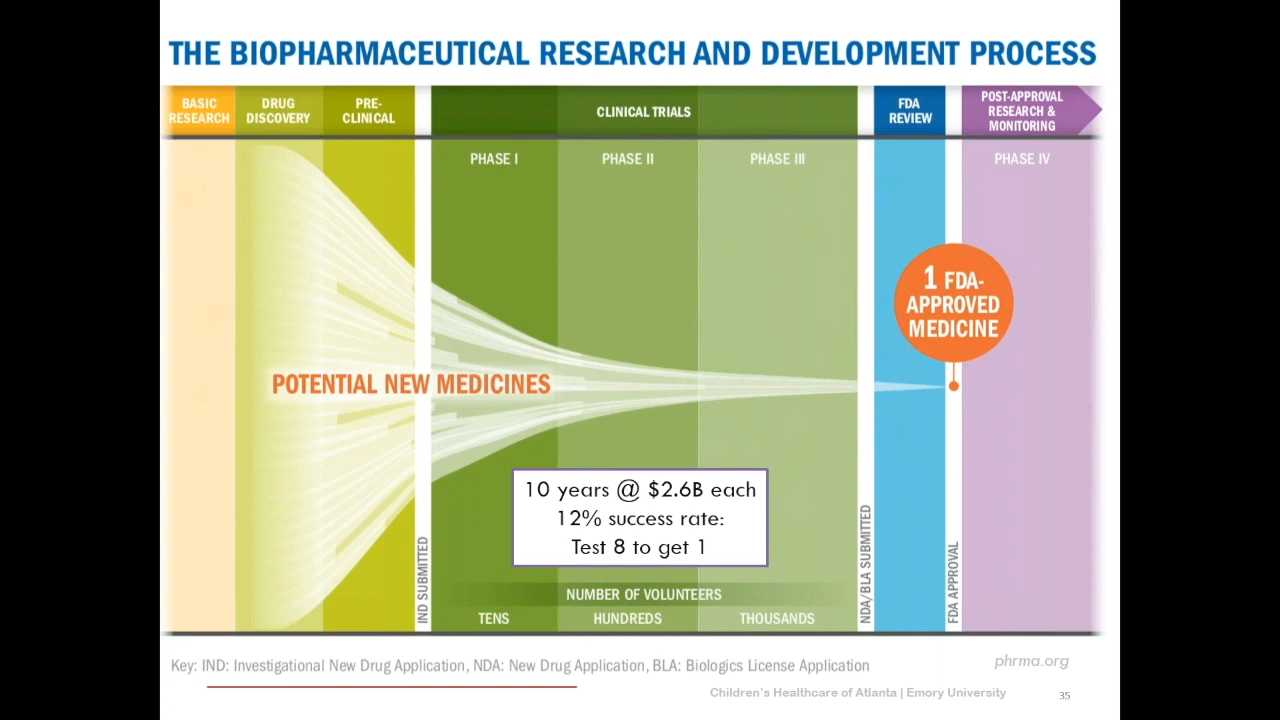 THE BIOPHARMACEUTICAL RESEARCH AND DEVELOPMENT PROCESS
BASIC
RESEARCH
DRUG
DISCOVERY
PRE-
CLINICAL
CLINICAL TRIALS
FDA
REVIEW
POST-APPROVAL
RESEARCH &
MONITORING
PHASE I
PHASE II
PHASE III
PHASE IV
1 FDA-
APPROVED
MEDICINE
POTENTIAL NEW MEDICINES
10 years @ $2.6B each
12% success rate:
Test 8 to get 1
IND SUBMITTED
NDA/BLA SUBMITTED
FDA APPROVAL
NUMBER OF VOLUNTEERS
TENS
HUNDREDS
THOUSANDS
Key: IND: Investigational New Drug Application, NDA: New Drug Application, BLA: Biologics License Application
phrma.org
Children's Healthcare of Atlanta | Emory University
35